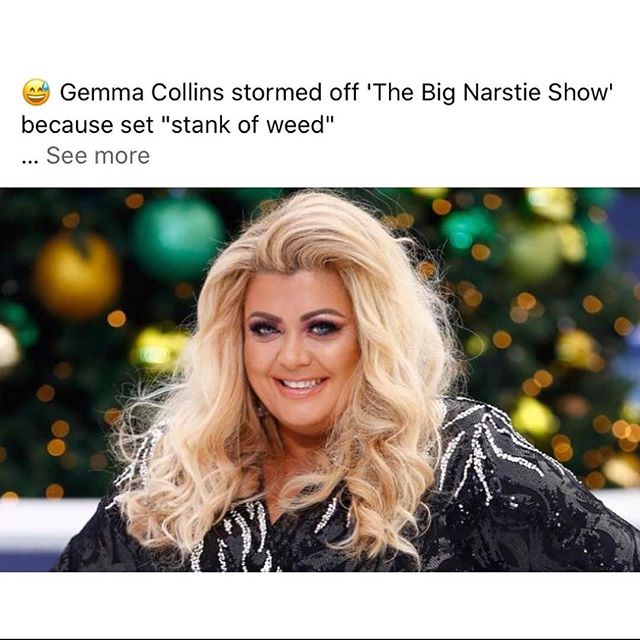 😅 Gemma Collins stormed off 'The Big Narstie Show'
because set "stank of weed"
... See more